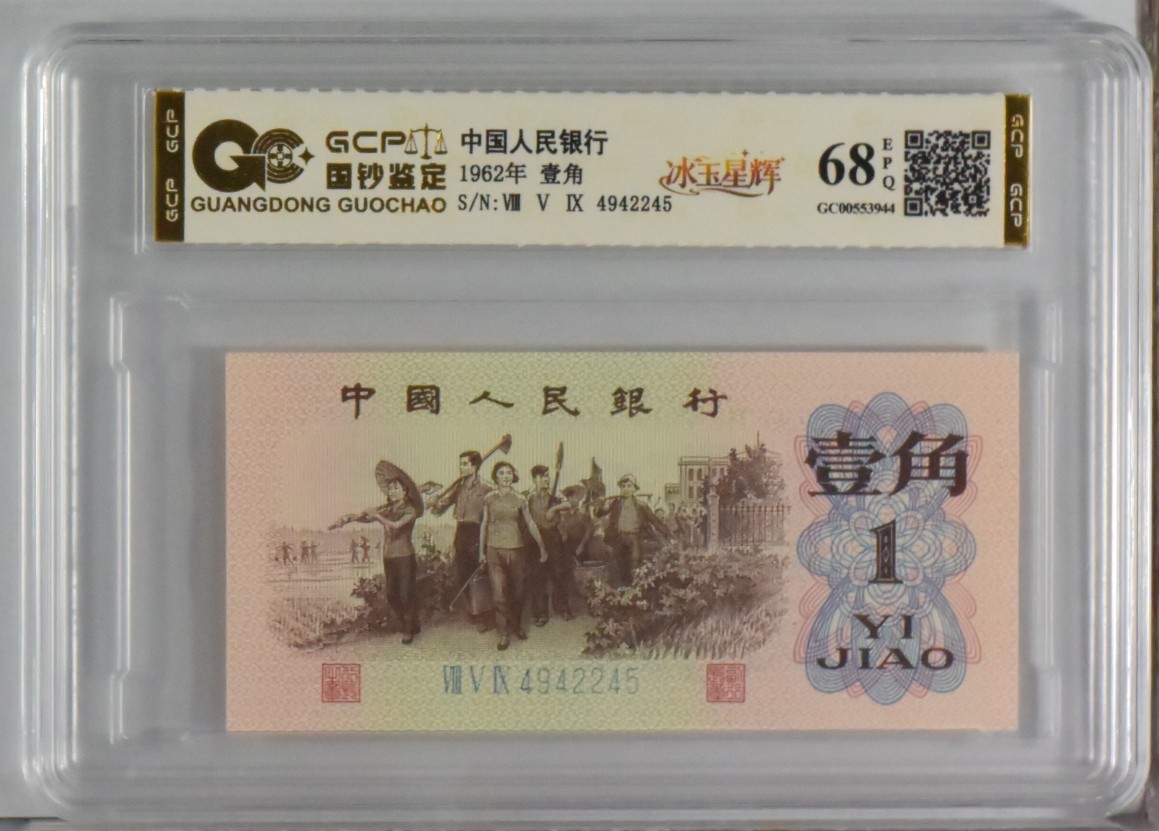 GCP
GCP
GCP
国钞鉴定
GUANGDONG GUOCHAO
中国人民银行
1962年 壹角
S/N:Ⅷ Ⅴ Ⅸ 4942245
冰玉星辉
68
EPQ
GC00553944
GCP
GCP
中國人民銀行
壹角
1
YI
JIAO
Ⅷ Ⅴ Ⅸ 4942245